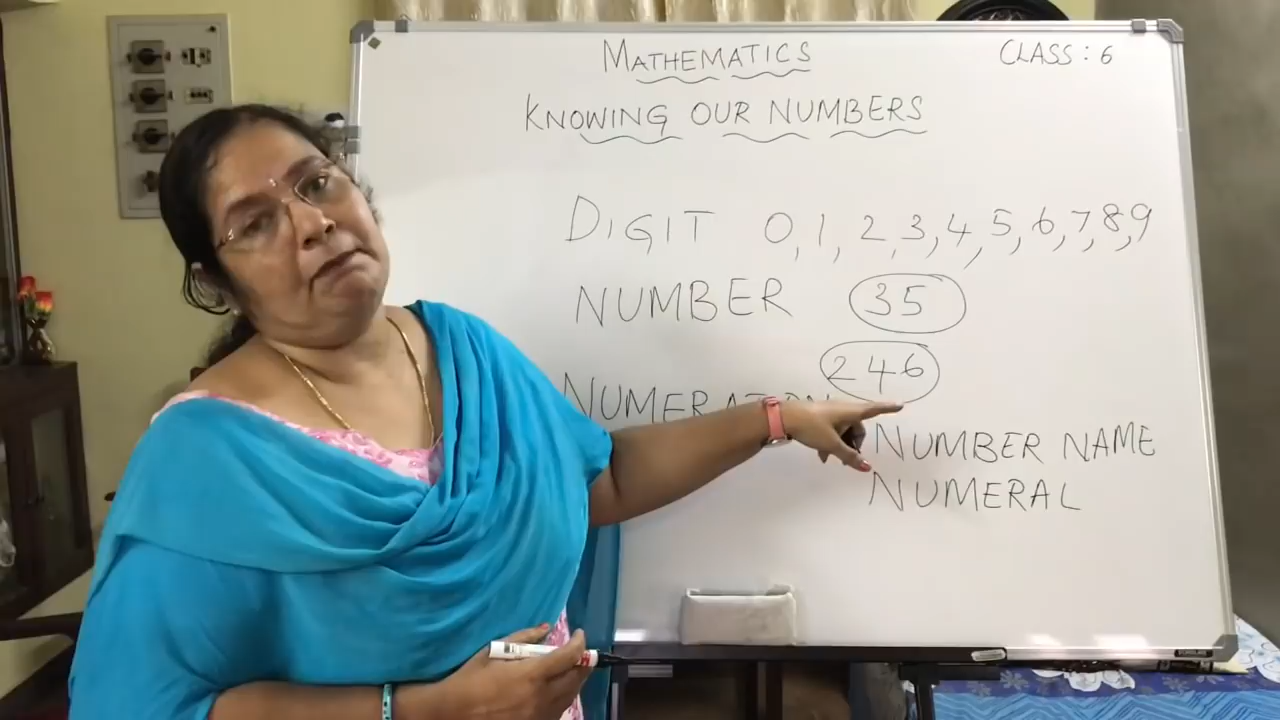 MATHEMATICS
CLASS: 6
KNOWING OUR NUMBERS
DIGIT 0, 1, 2, 3, 4, 5, 6, 7, 8, 9
NUMBER 35
246
NUMERATION
NUMBER NAME
NUMERAL